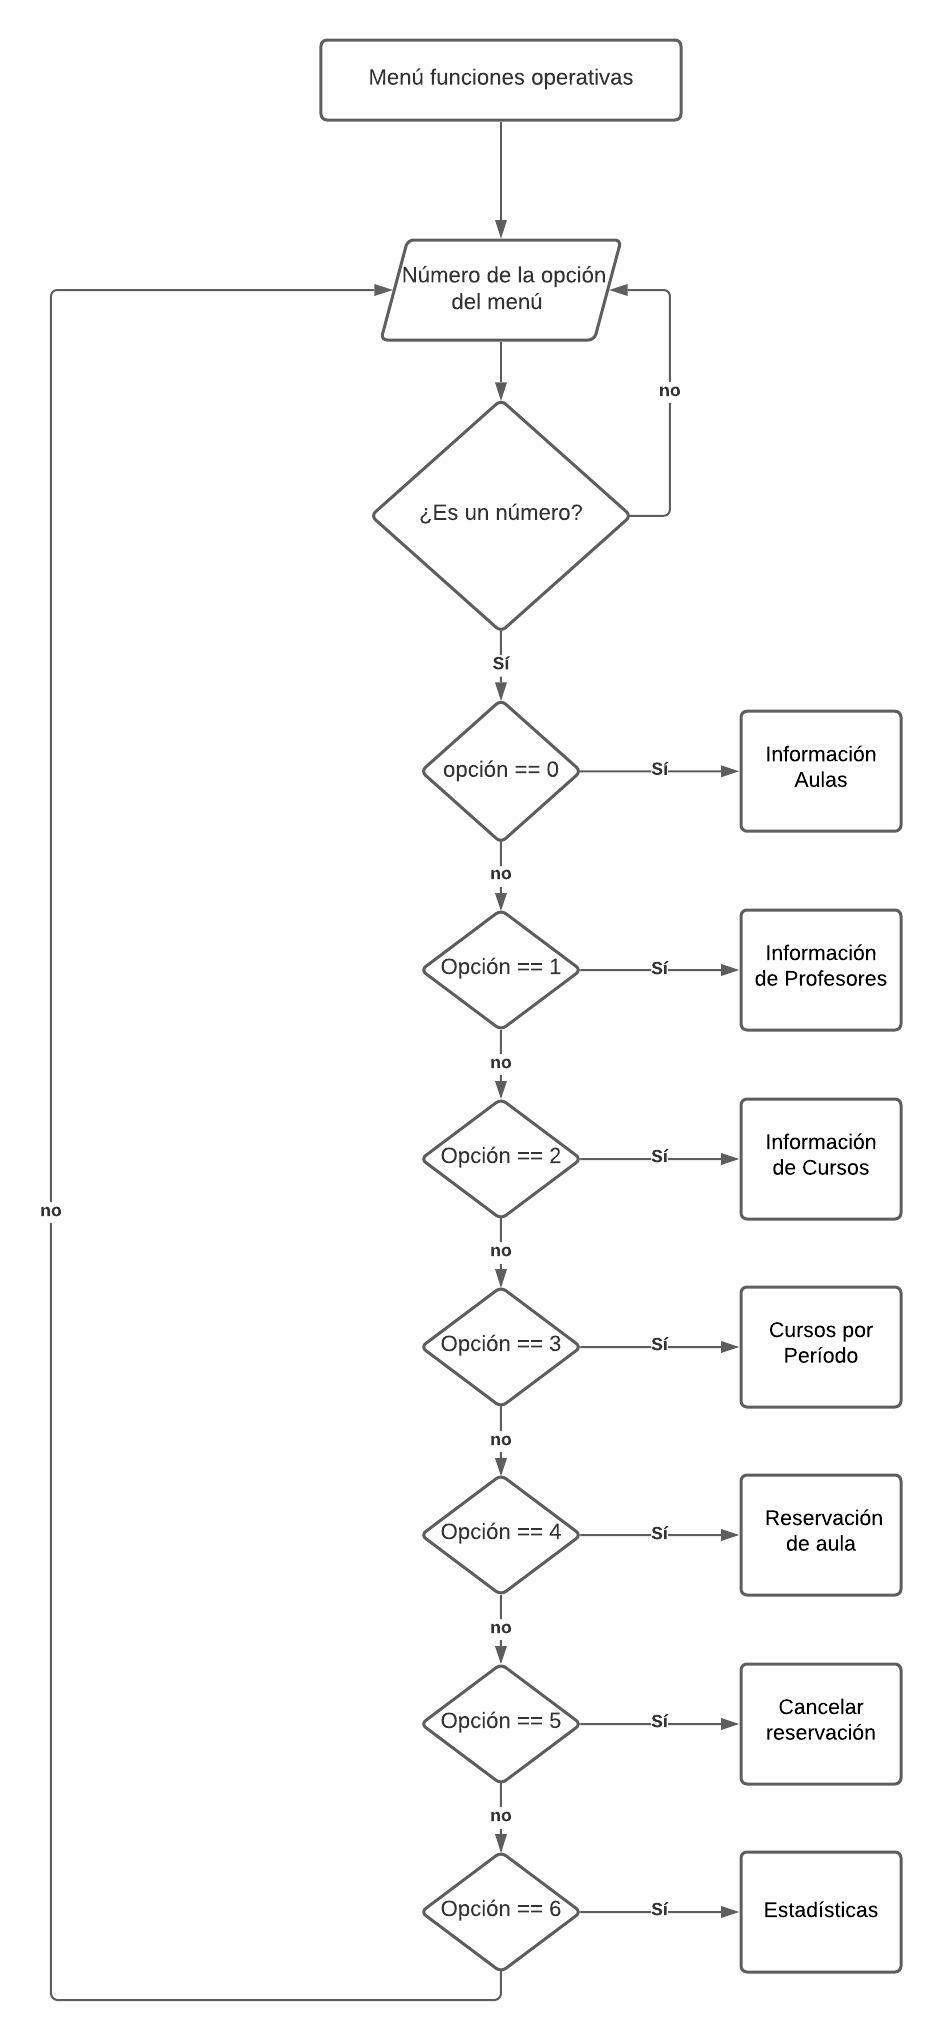 Menú funciones operativas
Número de la opción
del menú
no
¿Es un número?
Sí
opción == 0
Sí
Información
Aulas
no
Opción == 1
Sí
Información
de Profesores
no
Opción == 2
Sí
Información
de Cursos
no
no
Opción == 3
Sí
Cursos por
Período
no
Opción == 4
Sí
Reservación
de aula
no
Opción == 5
Sí
Cancelar
reservación
no
Opción == 6
Sí
Estadísticas